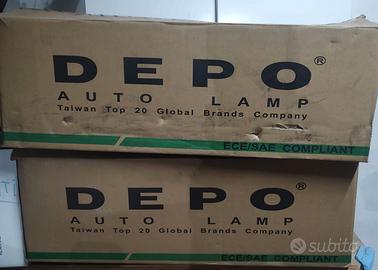 DEPO®
AUTO LAMP
Taiwan Top 20 Global Brands Company
ECE/SAE COMPLIANT
DEPO®
AUTO LAMP
Taiwan Top 20 Global Brands Company
ECE/SAE COMPLIANT
subito